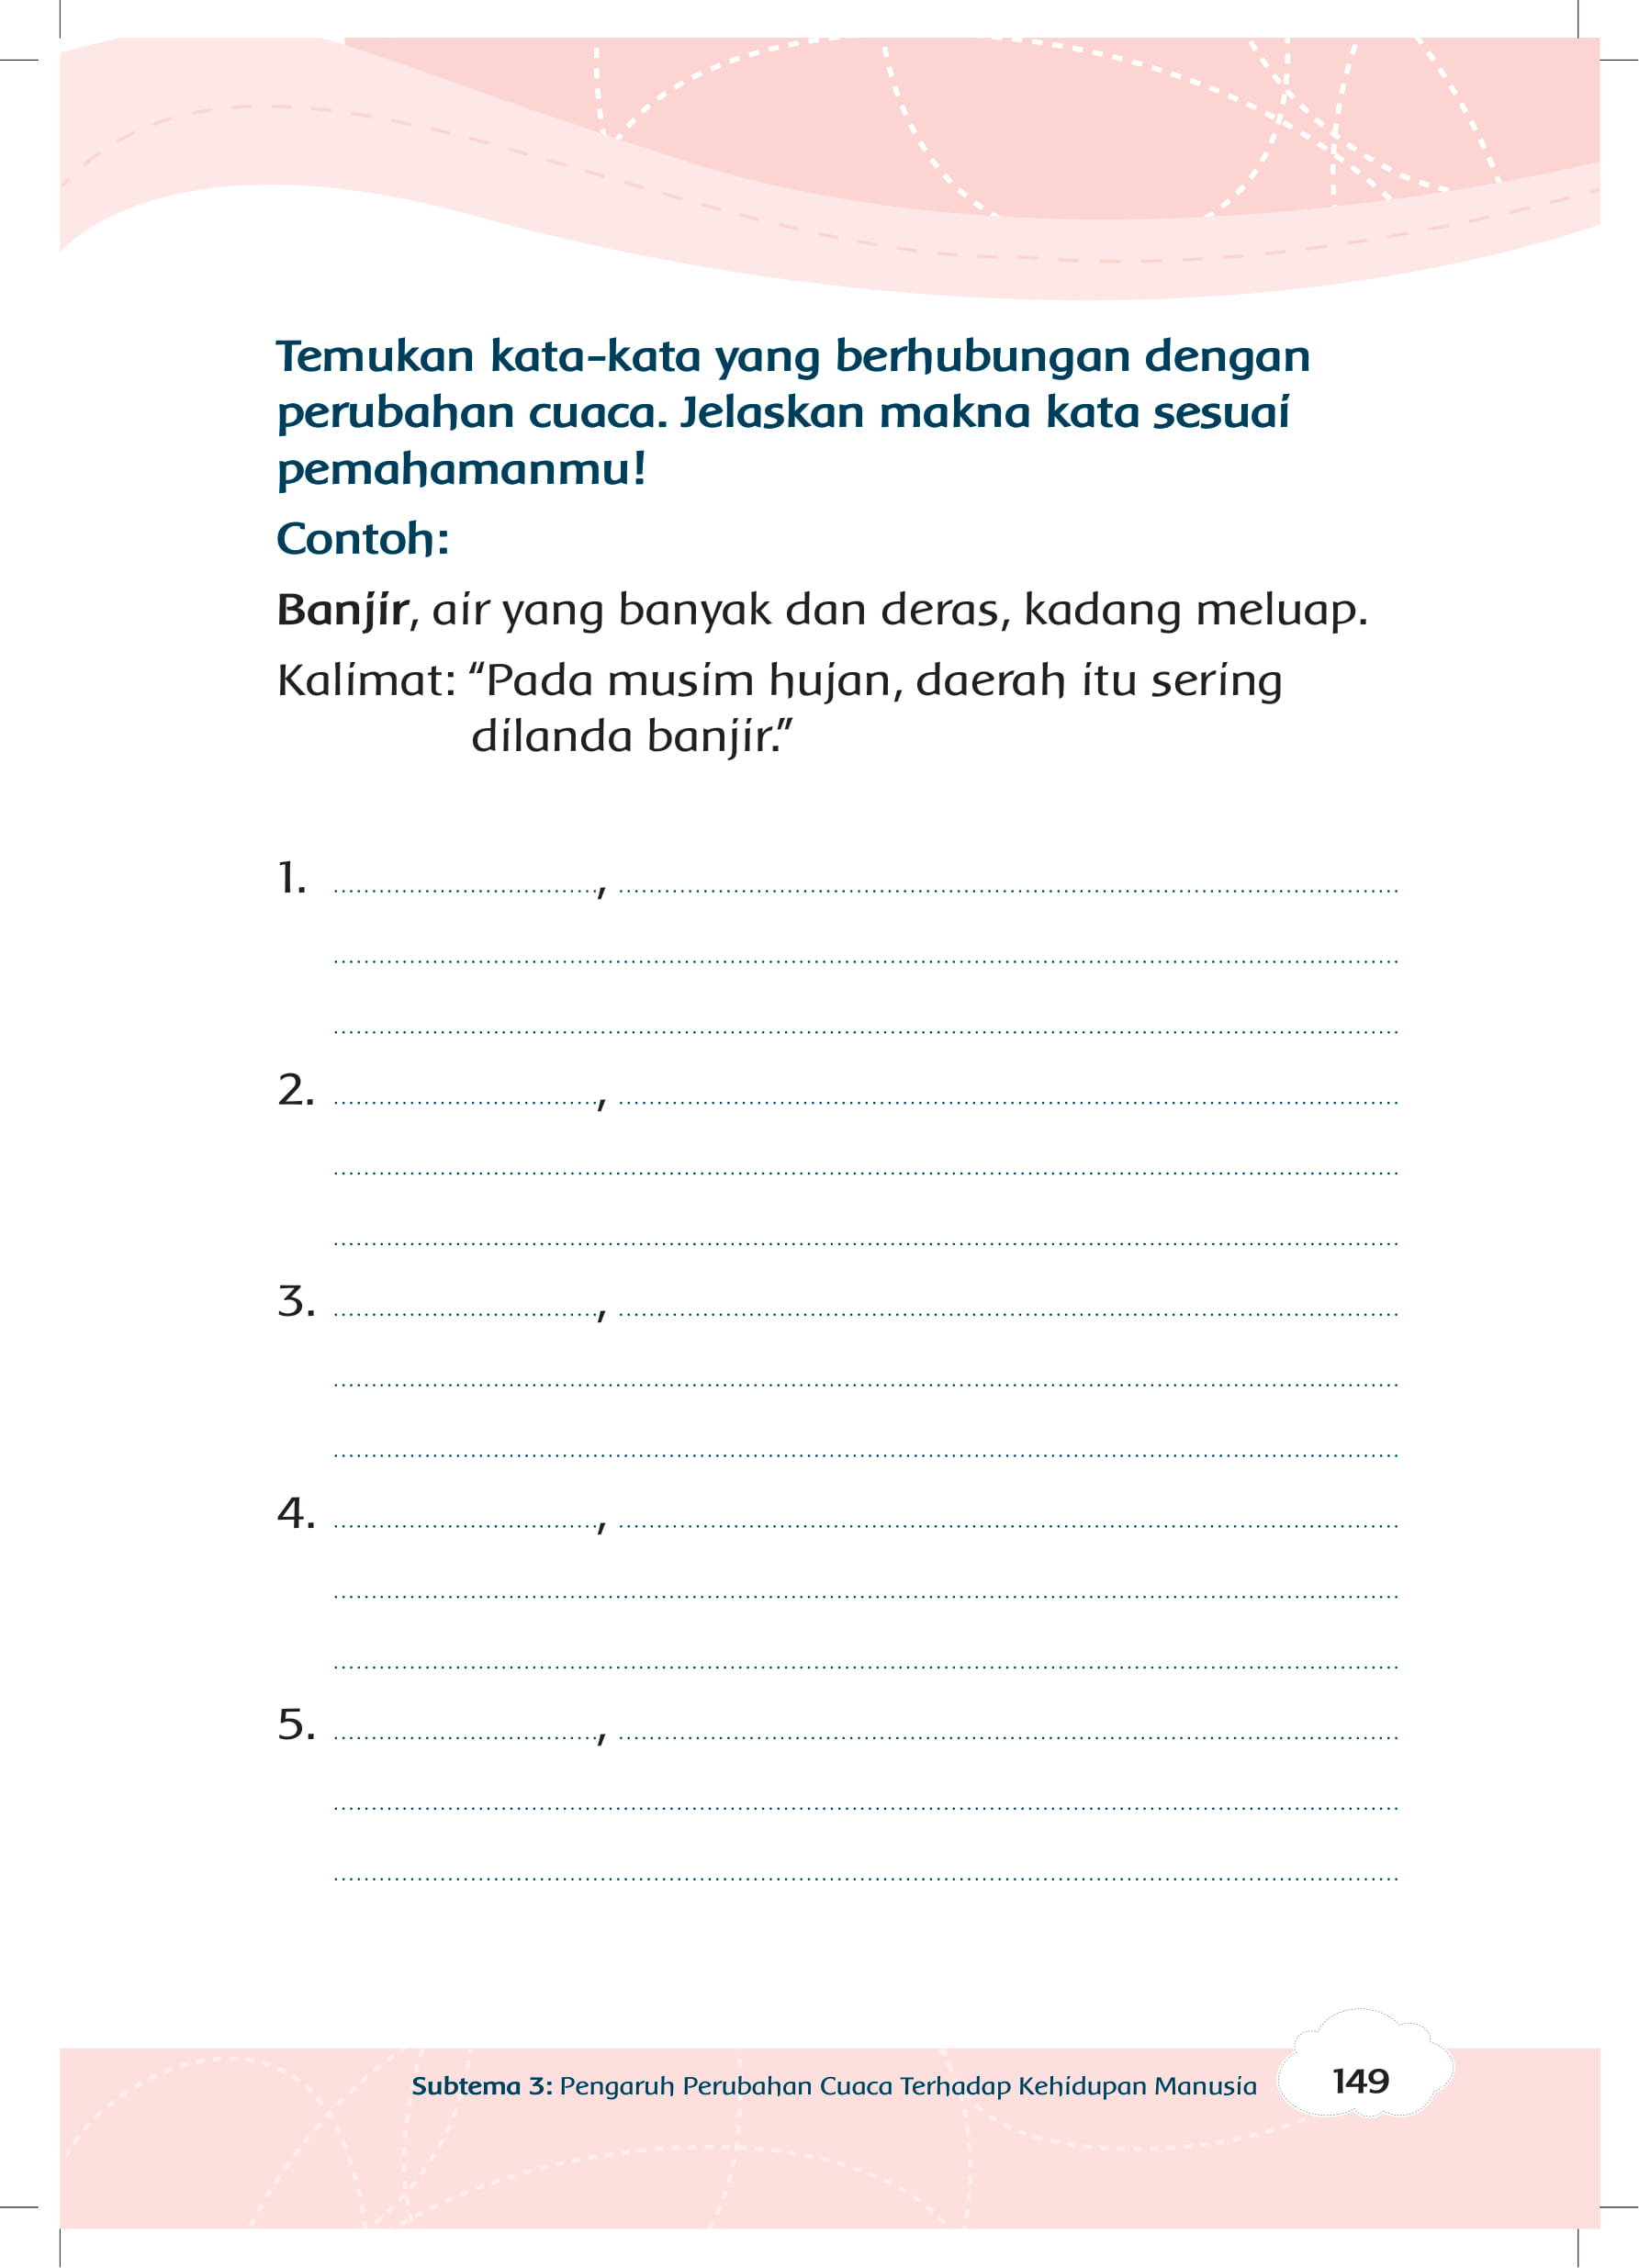 Temukan kata-kata yang berhubungan dengan
perubahan cuaca. Jelaskan makna kata sesuai
pemahamanmu!
Contoh:
Banjir, air yang banyak dan deras, kadang meluap.
Kalimat: “Pada musim hujan, daerah itu sering
dilanda banjir.”
1. ...................................., ....................................
....................................
....................................
2. ...................................., ....................................
....................................
....................................
3. ...................................., ....................................
....................................
....................................
4. ...................................., ....................................
....................................
....................................
5. ...................................., ....................................
....................................
....................................
Subtema 3: Pengaruh Perubahan Cuaca Terhadap Kehidupan Manusia
149